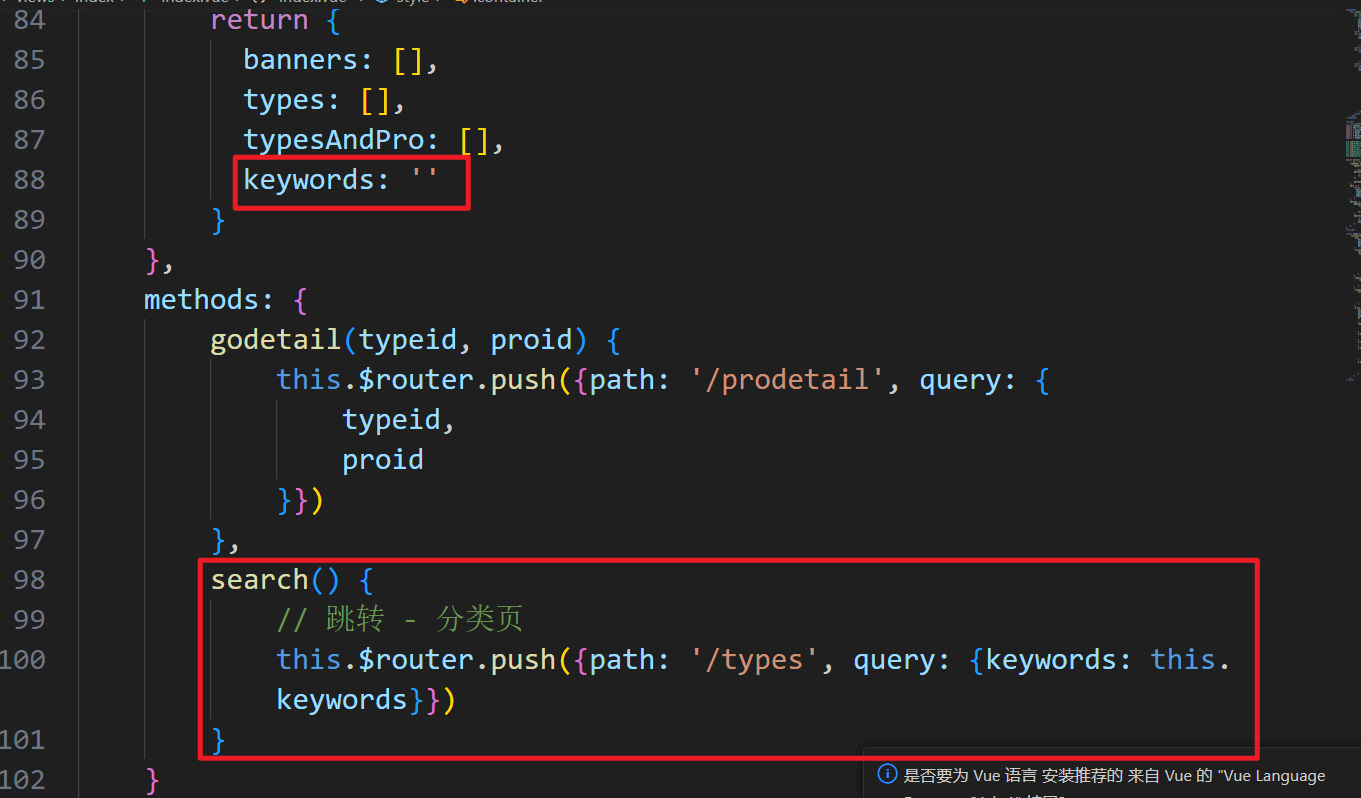 84 return {
85 banners: [],
86 types: [],
87 typesAndPro: [],
88 keywords: ''
89 }
90 },
91 methods: {
92 godetail(typeid, proid) {
93 this.$router.push({path: '/prodetail', query: {
94 typeid,
95 proid
96 }})
97 },
98 search() {
99 // 跳转 - 分类页
100 this.$router.push({path: '/types', query: {keywords: this.
keywords}})
101 }
102 }
是否要为 Vue 语言 安装推荐的 来自 Vue 的 "Vue Language